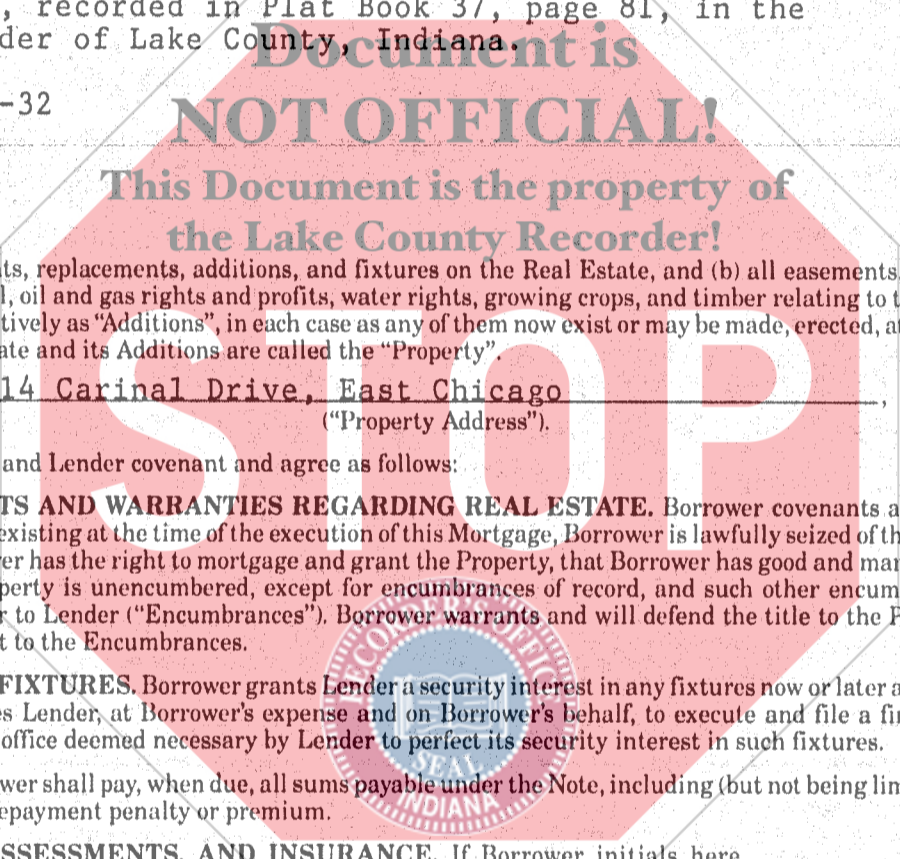 , recorded in Plat Book 37, page 81, in the
der of Lake County, Indiana.
Document is
-32
NOT OFFICIAL!
This Document is the property of
the Lake County Recorder!
ts, replacements, additions, and fixtures on the Real Estate, and (b) all easements,
l, oil and gas rights and profits, water rights, growing crops, and timber relating to t
tively as “Additions”, in each case as any of them now exist or may be made, erected, at
ate and its Additions are called the “Property”.
STOP
14 Carinal Drive, East Chicago,
(“Property Address”).
and Lender covenant and agree as follows:
TS AND WARRANTIES REGARDING REAL ESTATE. Borrower covenants a
existing at the time of the execution of this Mortgage, Borrower is lawfully seized of th
er has the right to mortgage and grant the Property, that Borrower has good and mar
perty is unencumbered, except for encumbrances of record, and such other encum
r to Lender (“Encumbrances”). Borrower warrants and will defend the title to the P
t to the Encumbrances.
FIXTURES. Borrower grants Lender a security interest in any fixtures now or later a
es Lender, at Borrower's expense and on Borrower's behalf, to execute and file a fin
office deemed necessary by Lender to perfect its security interest in such fixtures.
wer shall pay, when due, all sums payable under the Note, including (but not being lim
epayment penalty or premium.
SSESSMENTS, AND INSURANCE. If Borrower initials here
RECORDER'S OFFICE
SEAL
INDIANA